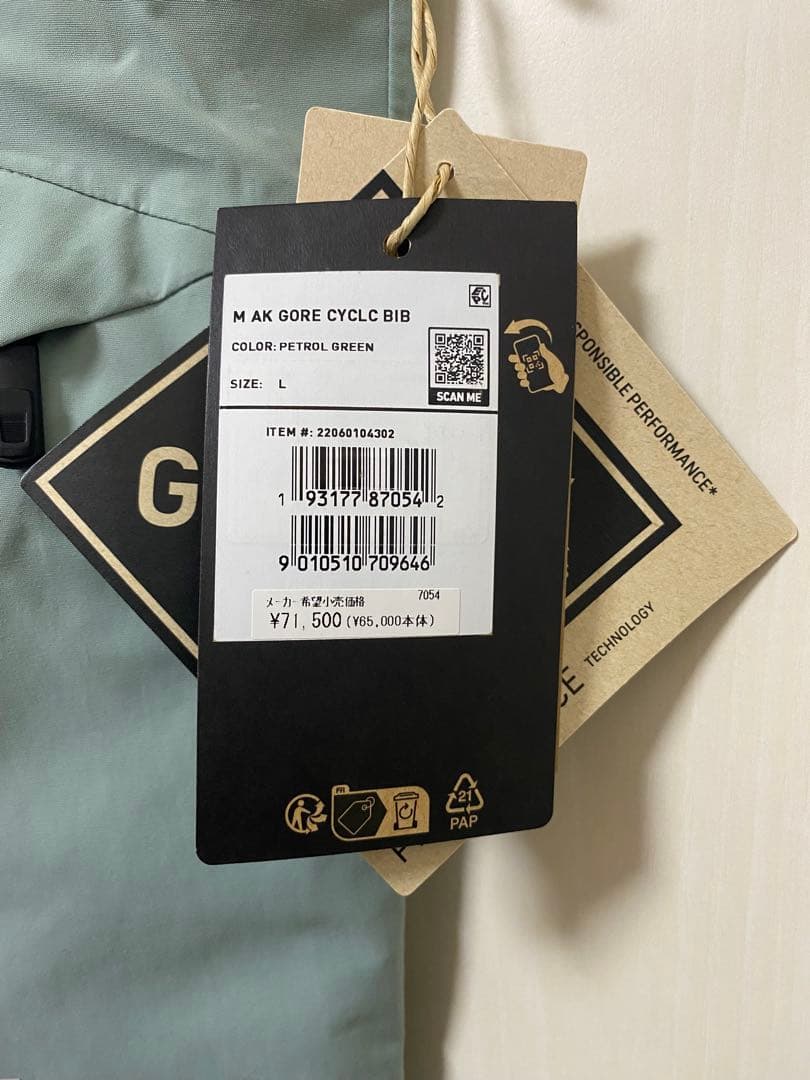 M AK GORE CYCLC BIB
COLOR: PETROL GREEN
SIZE: L
SCAN ME
ITEM #: 22060104302
1 93177 87054 2
9 010510 709646
メーカー希望小売価格 7054
¥71,500 (¥65,000本体)
FR
21
PAP
G
PERFORMANCE*
TECHNOLOGY